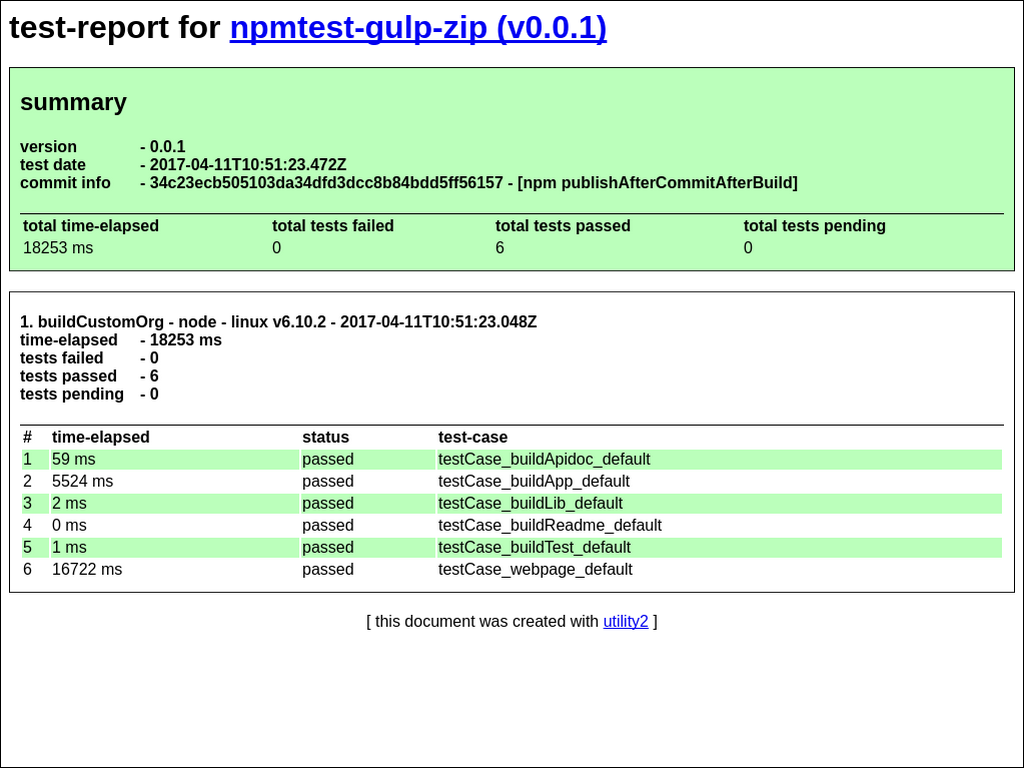 test-report for npmtest-gulp-zip (v0.0.1)
summary
version - 0.0.1
test date - 2017-04-11T10:51:23.472Z
commit info - 34c23ecb505103da34dfd3dcc8b84bdd5ff56157 - [npm publishAfterCommitAfterBuild]
total time-elapsed total tests failed total tests passed total tests pending
18253 ms 0 6 0
1. buildCustomOrg - node - linux v6.10.2 - 2017-04-11T10:51:23.048Z
time-elapsed - 18253 ms
tests failed - 0
tests passed - 6
tests pending - 0
# time-elapsed status test-case
1 59 ms passed testCase_buildApidoc_default
2 5524 ms passed testCase_buildApp_default
3 2 ms passed testCase_buildLib_default
4 0 ms passed testCase_buildReadme_default
5 1 ms passed testCase_buildTest_default
6 16722 ms passed testCase_webpage_default
[ this document was created with utility2 ]